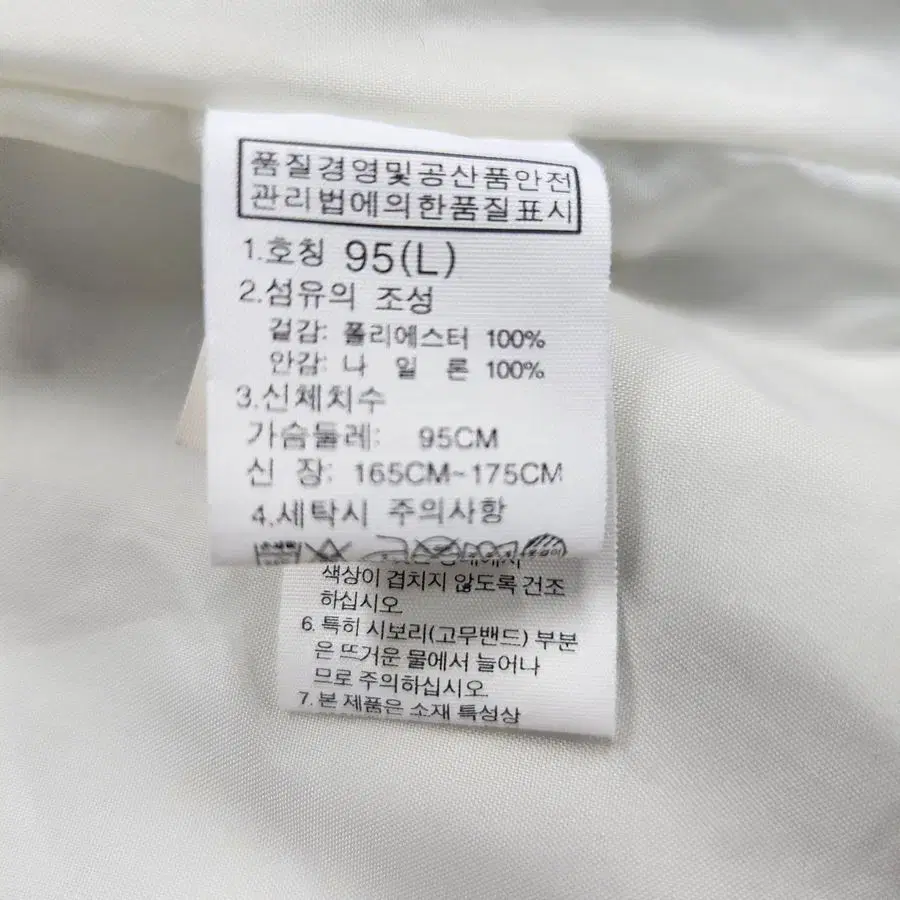 품질경영및공산품안전
관리법에의한품질표시
1.호칭 95(L)
2.섬유의 조성
겉감: 폴리에스터 100%
안감: 나 일 론 100%
3.신체치수
가슴둘레: 95CM
신 장: 165CM~175CM
4.세탁시 주의사항
색상이 겹치지 않도록 건조
하십시오
6. 특히 시보리(고무밴드) 부분
은 뜨거운 물에서 늘어나
므로 주의하십시오.
7. 본 제품은 소재 특성상